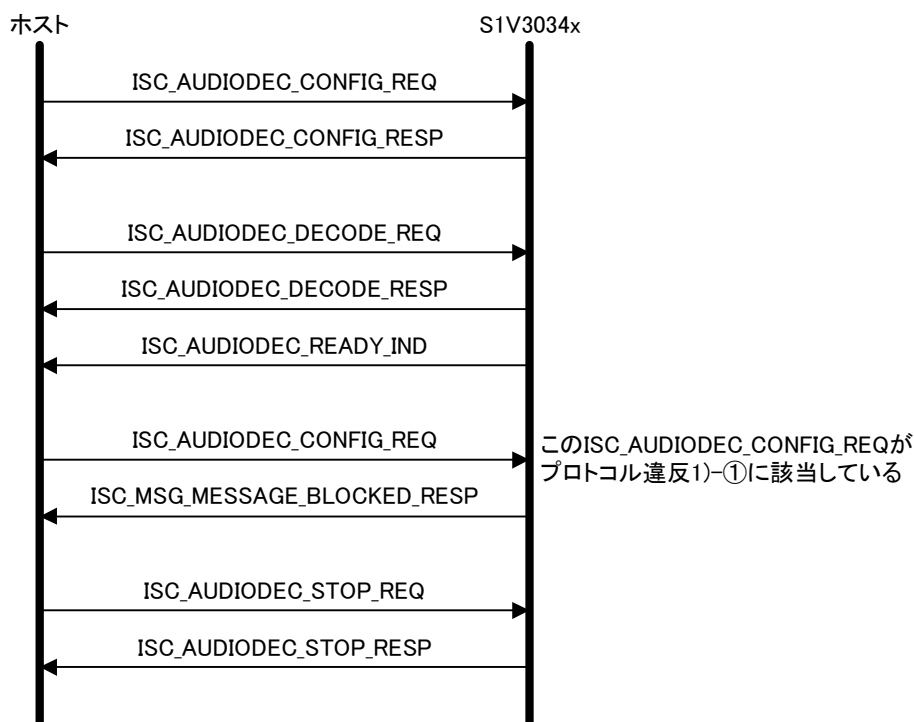 ホスト
S1V3034x
ISC_AUDIODEC_CONFIG_REQ
ISC_AUDIODEC_CONFIG_RESP
ISC_AUDIODEC_DECODE_REQ
ISC_AUDIODEC_DECODE_RESP
ISC_AUDIODEC_READY_IND
ISC_AUDIODEC_CONFIG_REQ
このISC_AUDIODEC_CONFIG_REQが
プロトコル違反1)-①に該当している
ISC_MSG_MESSAGE_BLOCKED_RESP
ISC_AUDIODEC_STOP_REQ
ISC_AUDIODEC_STOP_RESP